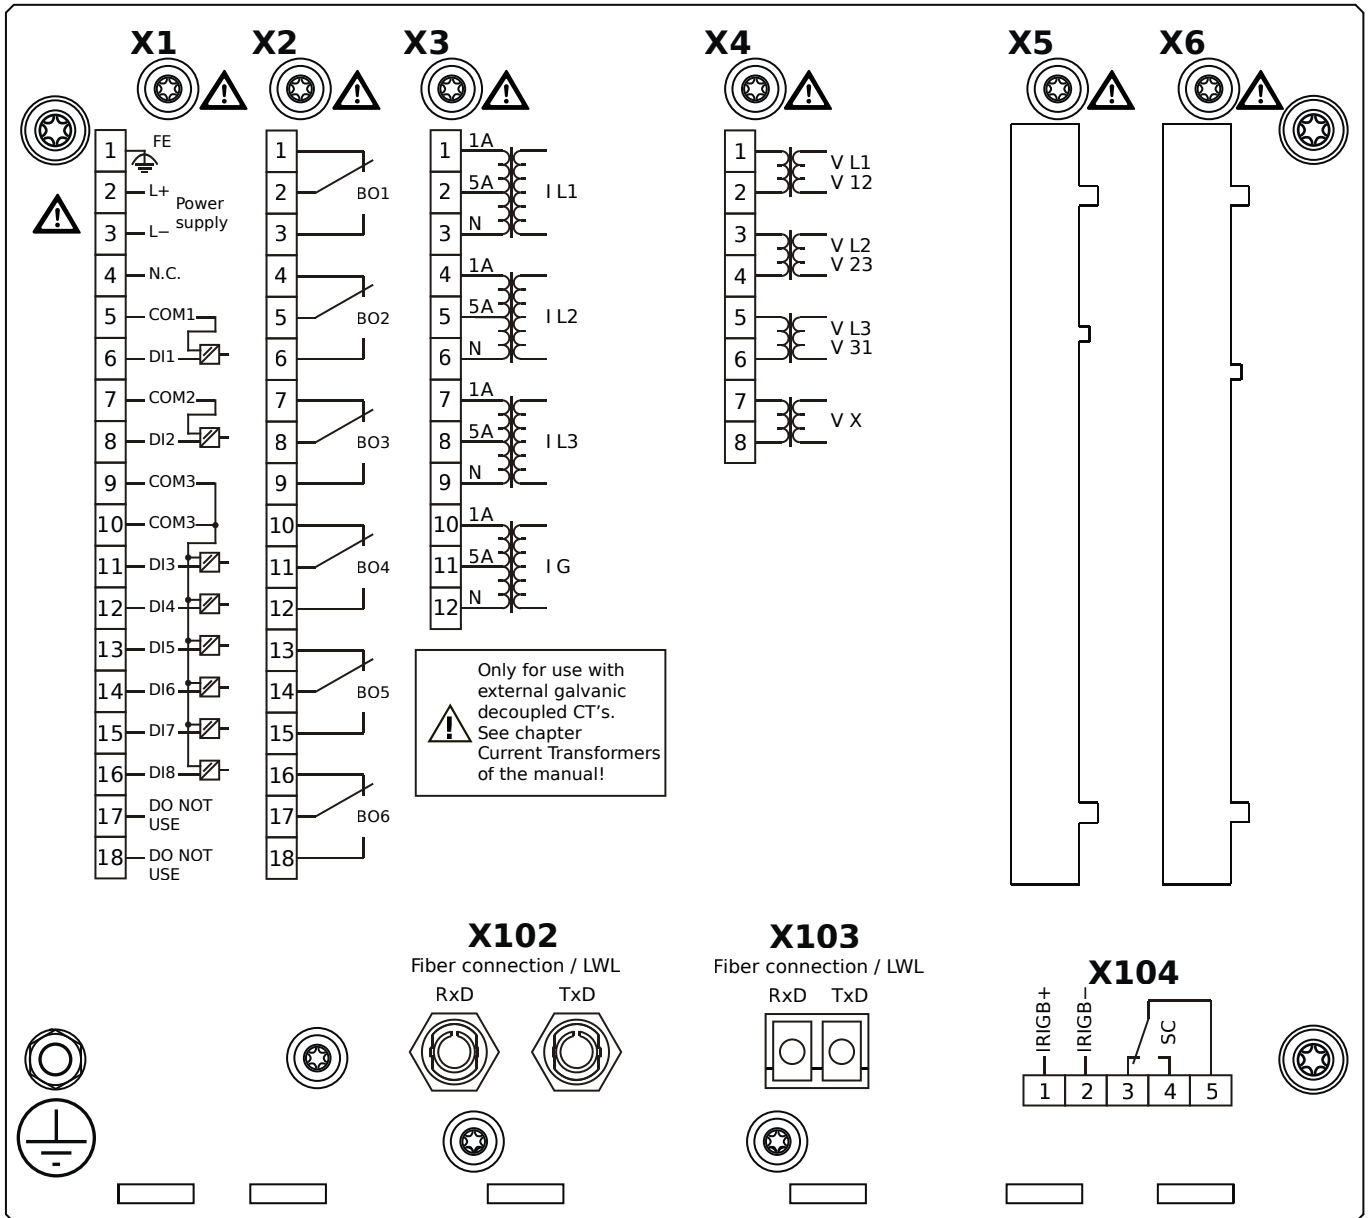 X1 X2 X3 X4 X5 X6
1 FE
2 L+
Power
supply
3 L−
4 N.C.
5 COM1
6 DI1
7 COM2
8 DI2
9 COM3
10 COM3
11 DI3
12 DI4
13 DI5
14 DI6
15 DI7
16 DI8
17 DO NOT
USE
18 DO NOT
USE
1
2 BO1
3
4
5 BO2
6
7
8 BO3
9
10
11 BO4
12
13
14 BO5
15
16
17 BO6
18
1 1A
2 5A I L1
3 N
4 1A
5 5A I L2
6 N
7 1A
8 5A I L3
9 N
10 1A
11 5A I G
12 N
Only for use with
external galvanic
decoupled CT's.
See chapter
Current Transformers
of the manual!
1 V L1
2 V 12
3 V L2
4 V 23
5 V L3
6 V 31
7
V X
8
X102
Fiber connection / LWL
RxD TxD
X103
Fiber connection / LWL
RxD TxD
X104
IRIGB+
IRIGB−
SC
1 2 3 4 5